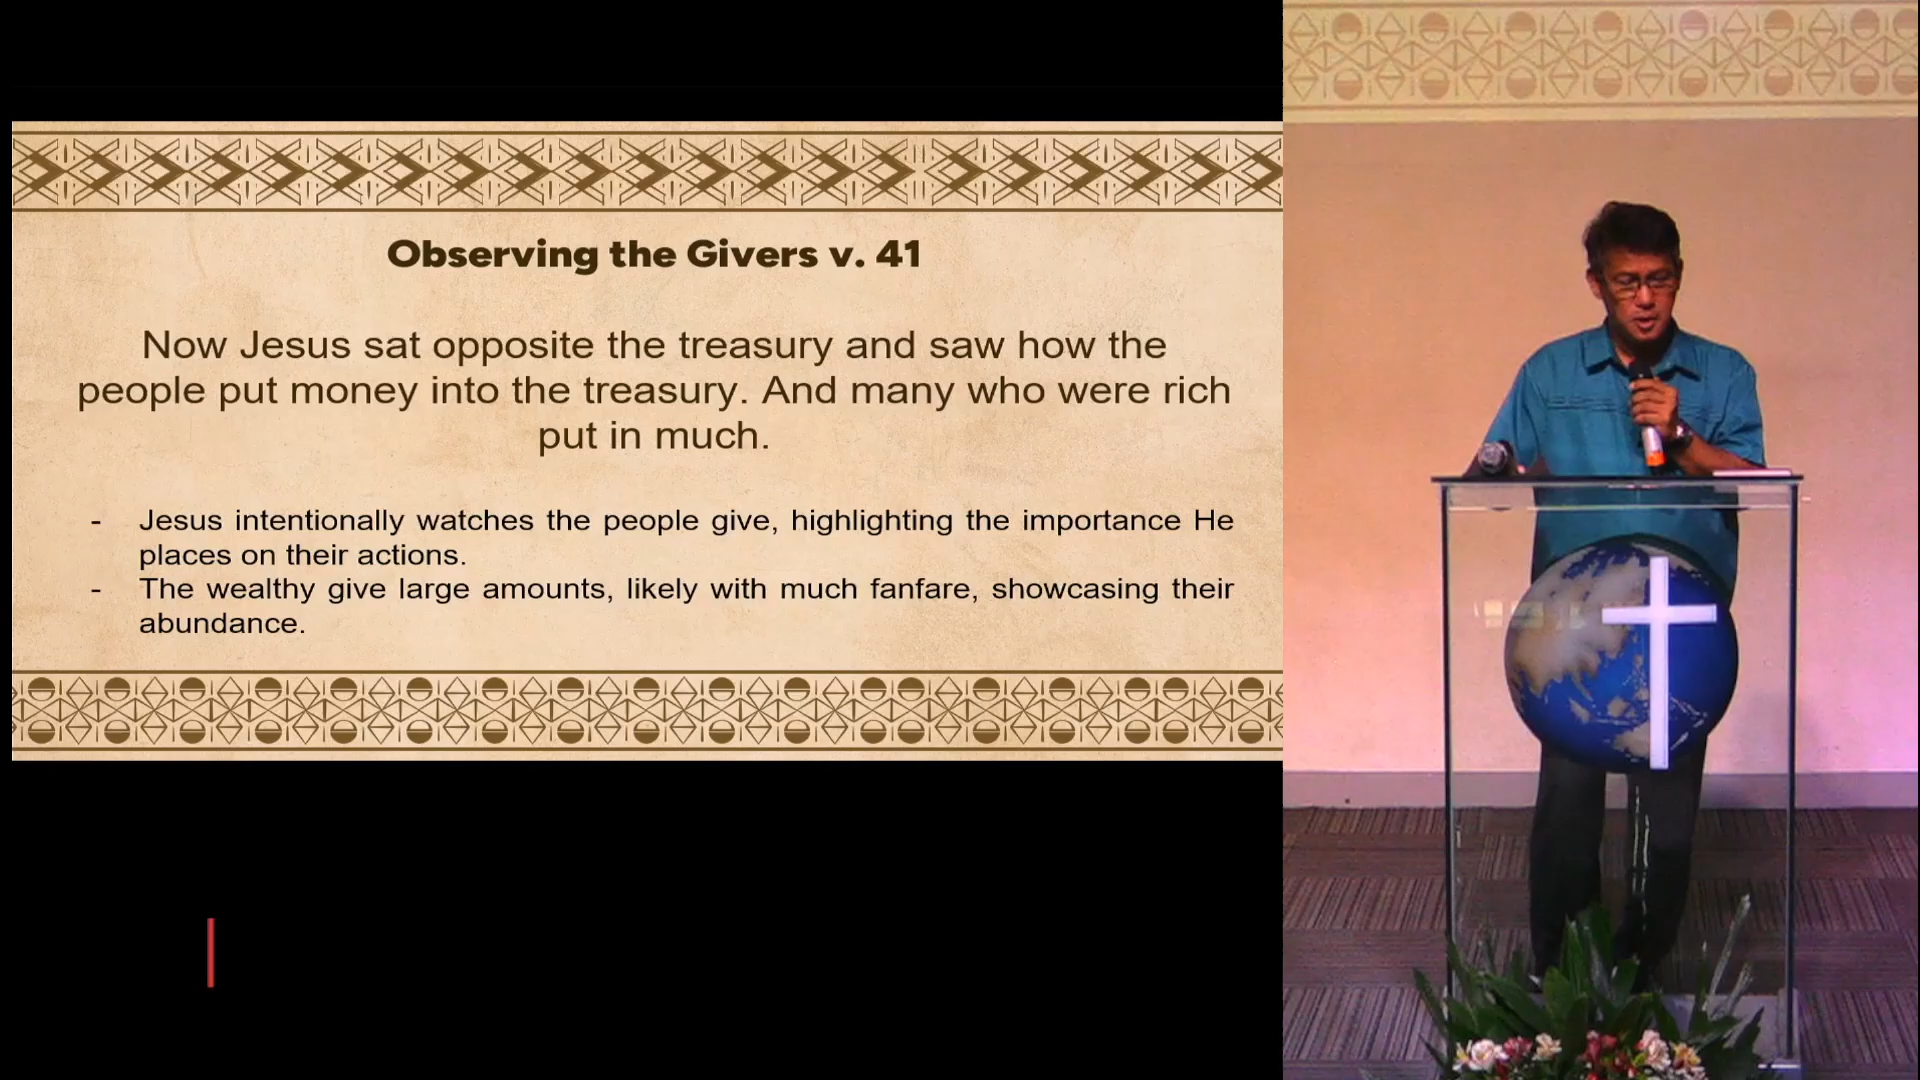 Observing the Givers v. 41
Now Jesus sat opposite the treasury and saw how the
people put money into the treasury. And many who were rich
put in much.
- Jesus intentionally watches the people give, highlighting the importance He
places on their actions.
- The wealthy give large amounts, likely with much fanfare, showcasing their
abundance.